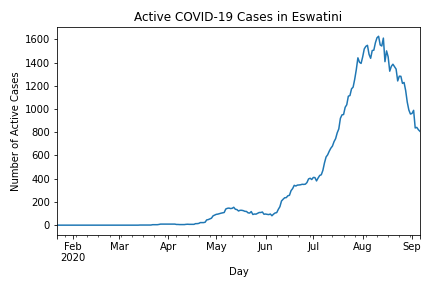 Active COVID-19 Cases in Eswatini
Number of Active Cases
1600
1400
1200
1000
800
600
400
200
0
Feb Mar Apr May Jun Jul Aug Sep
2020
Day